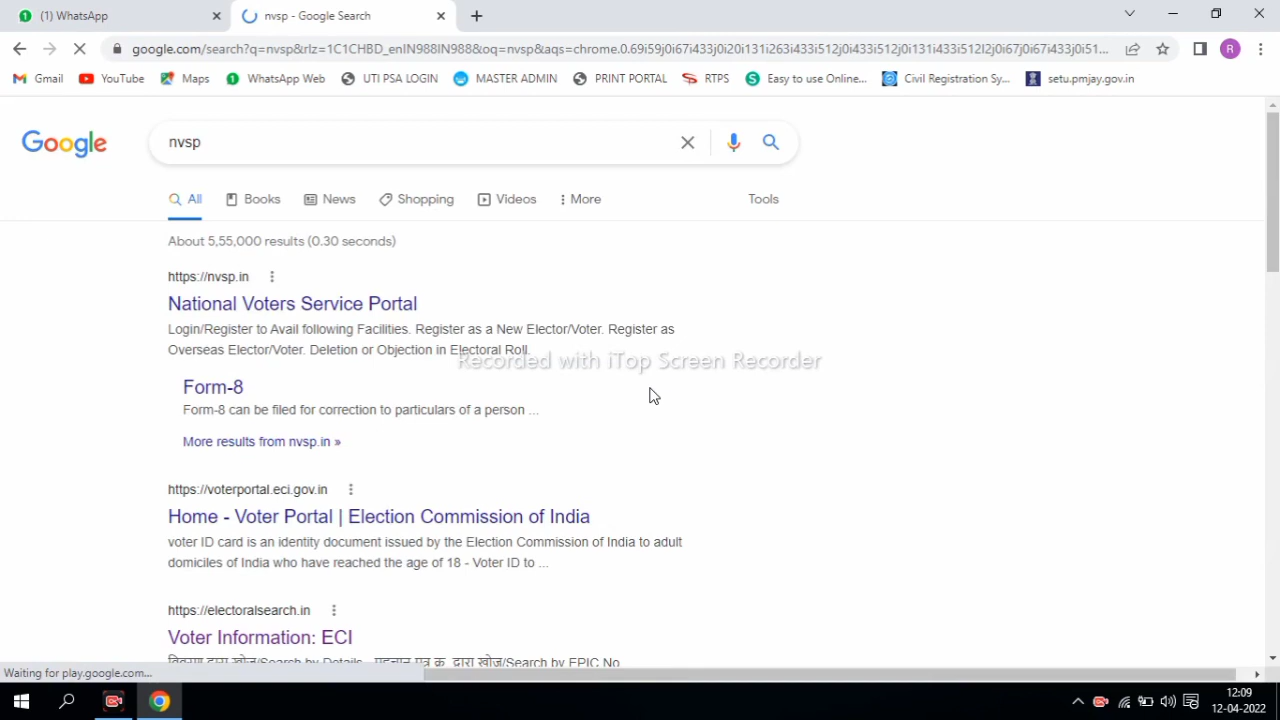 (1) WhatsApp
nvsp - Google Search
google.com/search?q=nvsp&rlz=1C1CHBD_enIN988IN988&oq=nvsp&aqs=chrome.0.69i59j0i67i433j0i20i131i263i433i512j0i433i512j0i131i433i512l2j0i67j0i67i433j0i51...
R
Gmail YouTube Maps WhatsApp Web UTI PSA LOGIN MASTER ADMIN PRINT PORTAL RTPS Easy to use Online... Civil Registration Sy... setu.pmjay.gov.in
Google
nvsp
All Books News Shopping Videos More Tools
About 5,55,000 results (0.30 seconds)
https://nvsp.in
National Voters Service Portal
Login/Register to Avail following Facilities. Register as a New Elector/Voter. Register as
Overseas Elector/Voter. Deletion or Objection in Electoral Roll.
Recorded with iTop Screen Recorder
Form-8
Form-8 can be filed for correction to particulars of a person ...
More results from nvsp.in »
https://voterportal.eci.gov.in
Home - Voter Portal | Election Commission of India
voter ID card is an identity document issued by the Election Commission of India to adult
domiciles of India who have reached the age of 18 - Voter ID to ...
https://electoralsearch.in
Voter Information: ECI
विवरण द्वारा खोज/Search by Details. पहचान पत्र क्र. द्वारा खोज/Search by EPIC No
Waiting for play.google.com...
12:09
12-04-2022